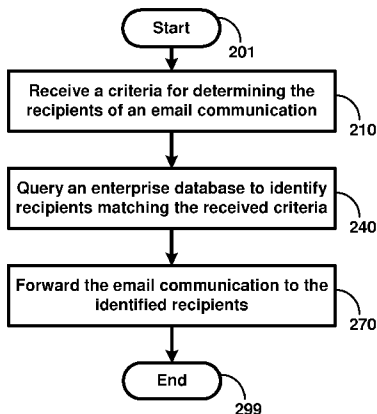 Start
201
Receive a criteria for determining the
recipients of an email communication
210
Query an enterprise database to identify
recipients matching the received criteria
240
Forward the email communication to the
identified recipients
270
End
299